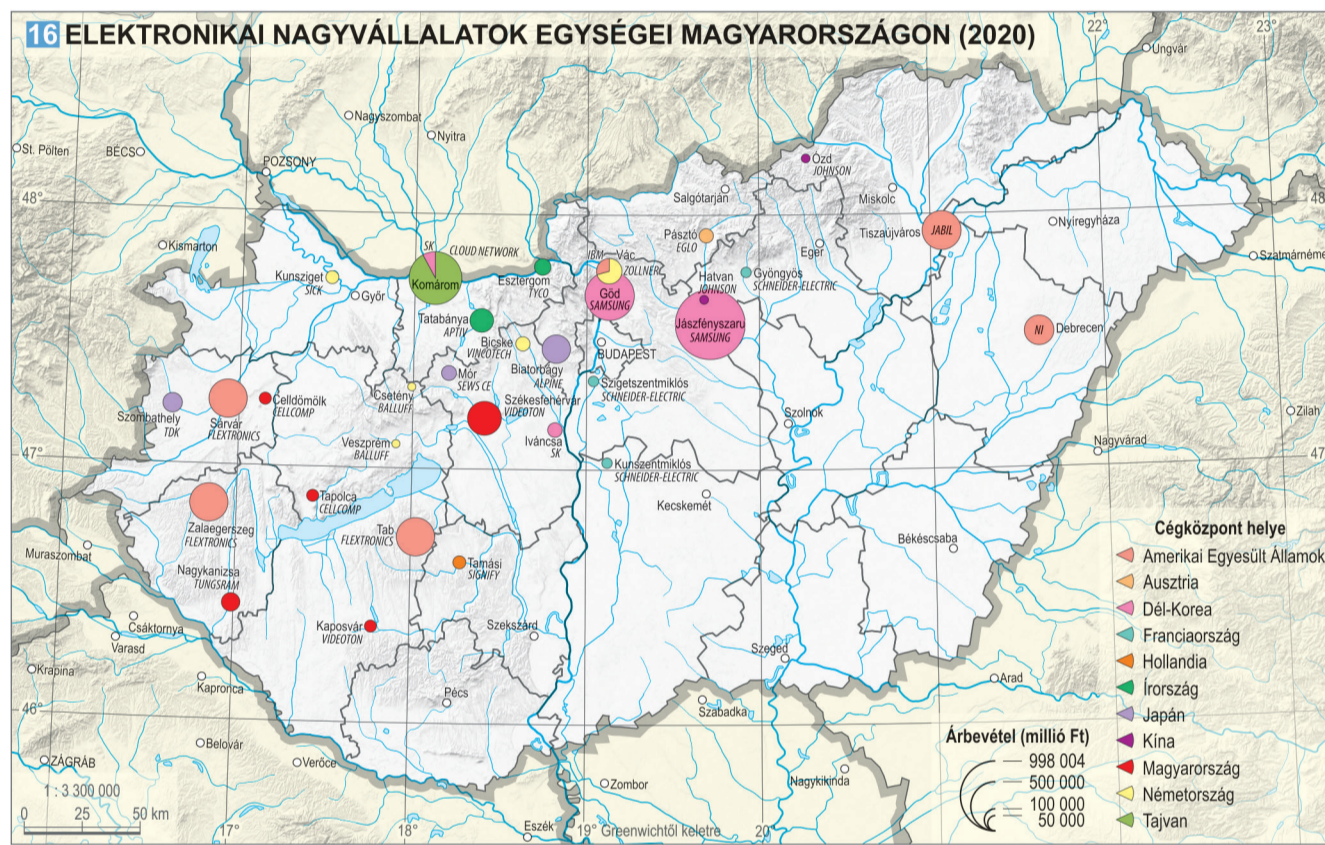 16 ELEKTRONIKAI NAGYVÁLLALATOK EGYSÉGEI MAGYARORSZÁGON (2020)
22°
23°
Ungvár
Nagyszombat
Nyitra
St. Pölten
BÉCS
POZSONY
Ózd
JOHNSON
48°
Salgótarján
Miskolc
48
Kismarton
SK
CLOUD NETWORK
Pásztó
EGLO
Eger
Tiszaújváros
JABIL
Nyíregyháza
Szatmárnéme
Kunsziget
SICK
Győr
Komárom
Esztergom
TYCO
IBM
Vác
ZOLLNER
Göd
SAMSUNG
Hatvan
JOHNSON
Gyöngyös
SCHNEIDER-ELECTRIC
Tatabánya
APTIV
Bicske
VINCOTECH
Jászfényszaru
SAMSUNG
NI
Debrecen
BUDAPEST
Biatorbágy
ALPINE
Mór
SEWS CE
Szigetszentmiklós
SCHNEIDER-ELECTRIC
Csetény
BALLUFF
Székesfehérvár
VIDEOTON
Szombathely
TDK
Sárvár
FLEXTRONICS
Celldömölk
CELLCOMP
Szolnok
Zilah
Iváncsa
SK
Veszprém
BALLUFF
Nagyvárad
47°
47
Kunszentmiklós
SCHNEIDER-ELECTRIC
Tapolca
CELLCOMP
Kecskemét
Zalaegerszeg
FLEXTRONICS
Tab
FLEXTRONICS
Békéscsaba
Muraszombat
Tamási
SIGNIFY
Nagykanizsa
TUNGSRAM
Csáktornya
Varasd
Kaposvár
VIDEOTON
Szekszárd
Szeged
Krapina
Kapronca
Pécs
Arad
46°
Szabadka
Belovár
ZÁGRÁB
Verőce
Zombor
Nagykikinda
Eszék
1 : 3 300 000
0 25 50 km
17°
18°
19° Greenwichtől keletre
20
Árbevétel (millió Ft)
998 004
500 000
100 000
50 000
Cégközpont helye
Amerikai Egyesült Államok
Ausztria
Dél-Korea
Franciaország
Hollandia
Írország
Japán
Kína
Magyarország
Németország
Tajvan